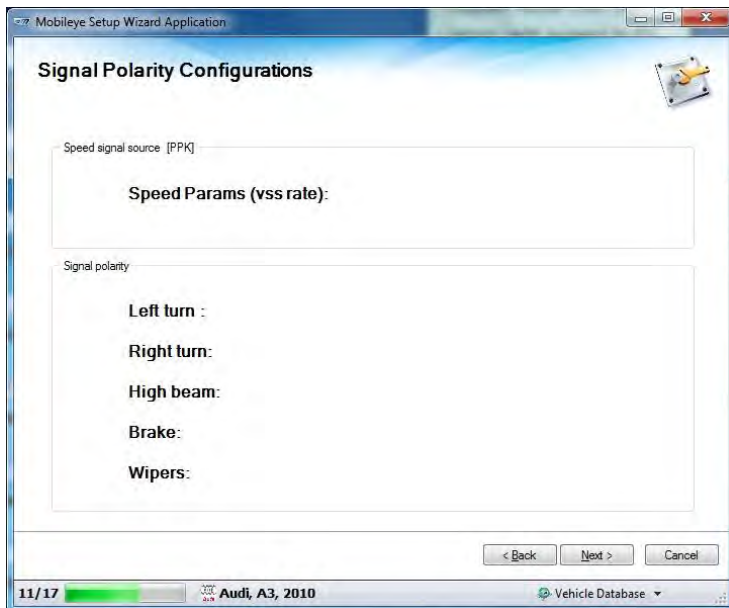 Mobileye Setup Wizard Application
Signal Polarity Configurations
Speed signal source [PPK]
Speed Params (vss rate):
Signal polarity
Left turn :
Right turn:
High beam:
Brake:
Wipers:
< Back Next > Cancel
11/17 Audi, A3, 2010 Vehicle Database